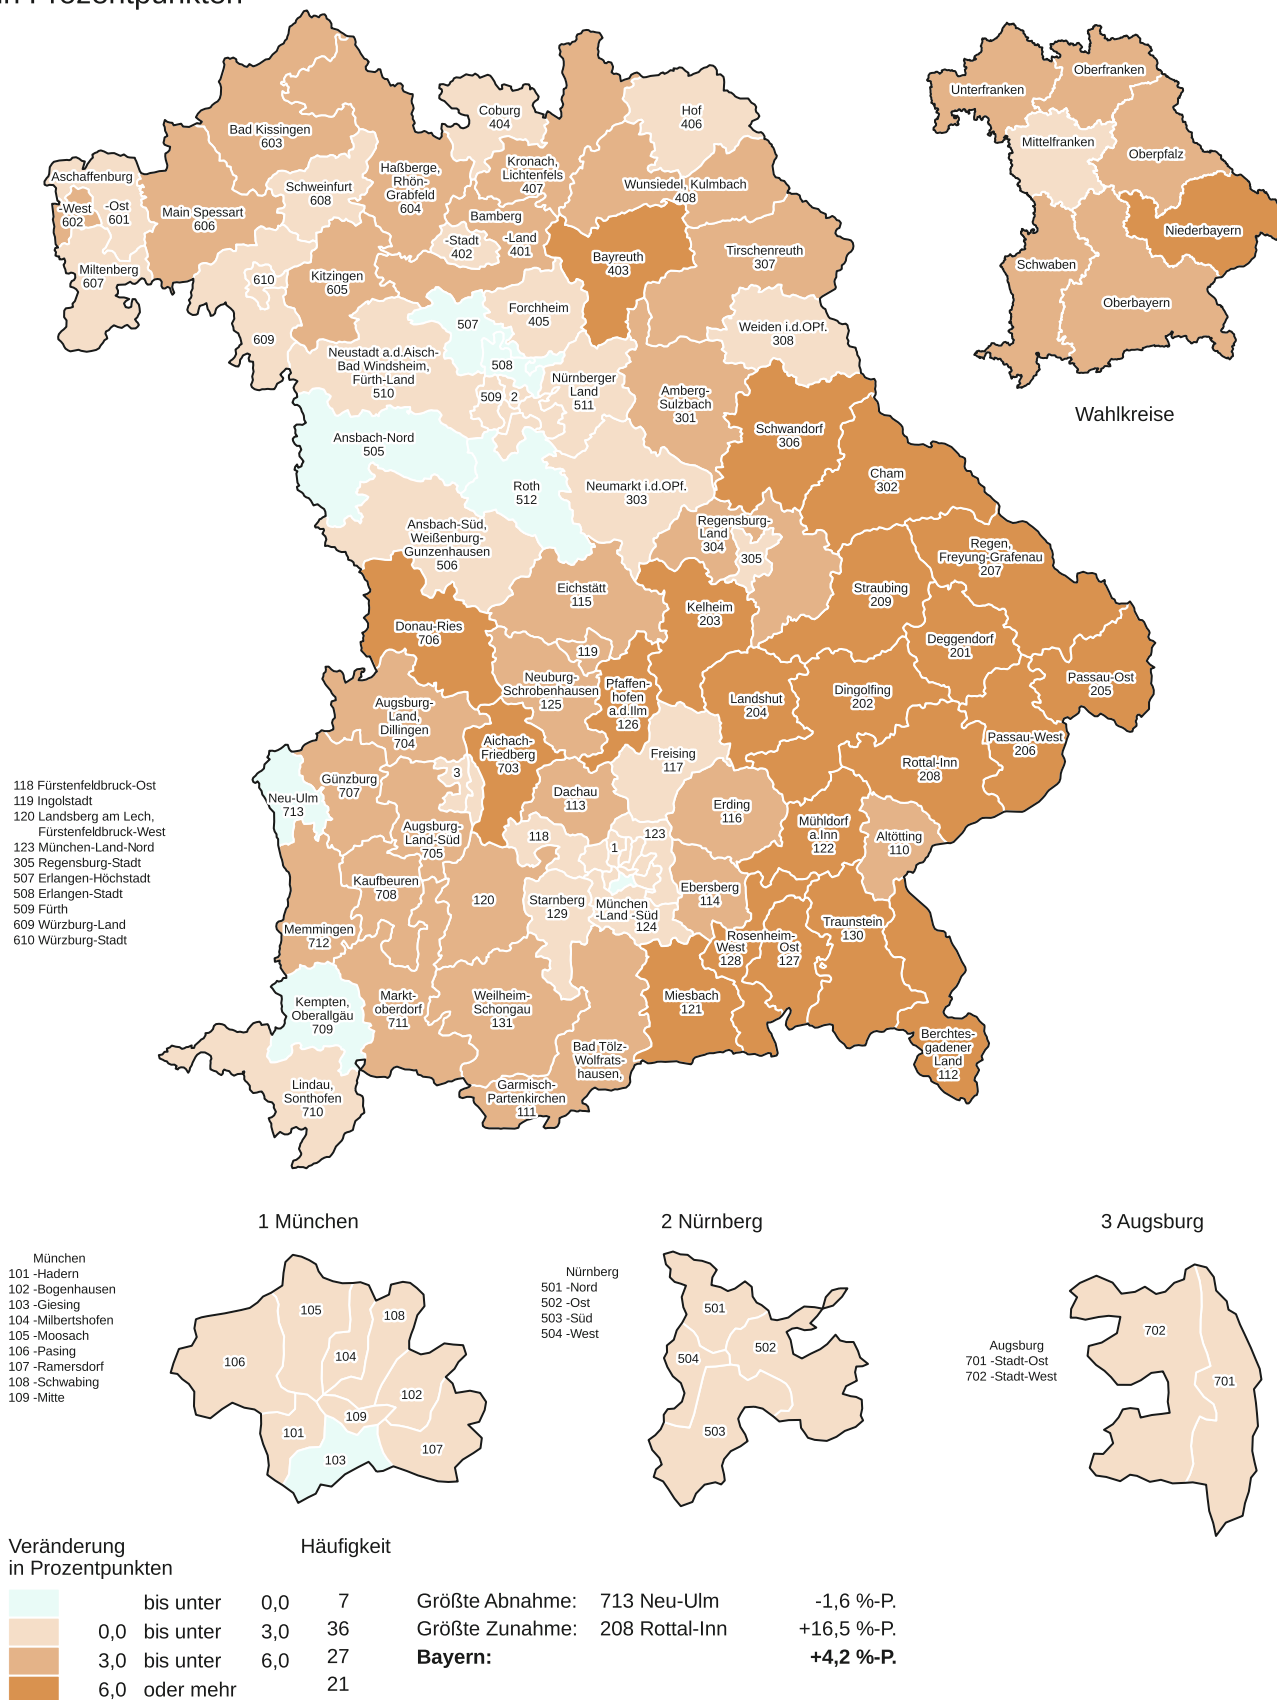 in Prozentpunkten
Coburg
404
Hof
406
Bad Kissingen
603
Haßberge,
Rhön-
Grabfeld
604
Kronach,
Lichtenfels
407
Wunsiedel, Kulmbach
408
Aschaffenburg
-West
602
-Ost
601
Schweinfurt
608
Main Spessart
606
Bamberg
-Stadt
402
-Land
401
Bayreuth
403
Tirschenreuth
307
Miltenberg
607
610
Kitzingen
605
609
Forchheim
405
507
508
Weiden i.d.OPf.
308
Neustadt a.d.Aisch-
Bad Windsheim,
Fürth-Land
510
509
2
Nürnberger
Land
511
Amberg-
Sulzbach
301
Schwandorf
306
Ansbach-Nord
505
Cham
302
Roth
512
Neumarkt i.d.OPf.
303
Ansbach-Süd,
Weißenburg-
Gunzenhausen
506
Regensburg-
Land
304
305
Regen,
Freyung-Grafenau
207
Eichstätt
115
Straubing
209
Kelheim
203
Donau-Ries
706
119
Deggendorf
201
Neuburg-
Schrobenhausen
125
Pfaffen-
hofen
a.d.Ilm
126
Landshut
204
Dingolfing
202
Passau-Ost
205
Augsburg-
Land,
Dillingen
704
Aichach-
Friedberg
703
Freising
117
Passau-West
206
Rottal-Inn
208
Günzburg
707
3
Neu-Ulm
713
Dachau
113
Erding
116
Mühldorf
a.Inn
122
Altötting
110
Augsburg-
Land-Süd
705
118
123
1
Kaufbeuren
708
120
Starnberg
129
München
-Land -Süd
124
Ebersberg
114
Memmingen
712
Rosenheim-
West
128
Ost
127
Traunstein
130
Kempten,
Oberallgäu
709
Markt-
oberdorf
711
Weilheim-
Schongau
131
Miesbach
121
Bad Tölz-
Wolfrats-
hausen,
Garmisch-
Partenkirchen
111
Berchtes-
gadener
Land
112
Lindau,
Sonthofen
710
Unterfranken
Oberfranken
Mittelfranken
Oberpfalz
Niederbayern
Schwaben
Oberbayern
Wahlkreise
118 Fürstenfeldbruck-Ost
119 Ingolstadt
120 Landsberg am Lech,
Fürstenfeldbruck-West
123 München-Land-Nord
305 Regensburg-Stadt
507 Erlangen-Höchstadt
508 Erlangen-Stadt
509 Fürth
609 Würzburg-Land
610 Würzburg-Stadt
1 München
München
101 -Hadern
102 -Bogenhausen
103 -Giesing
104 -Milbertshofen
105 -Moosach
106 -Pasing
107 -Ramersdorf
108 -Schwabing
109 -Mitte
105
108
106
104
102
109
101
107
103
2 Nürnberg
Nürnberg
501 -Nord
502 -Ost
503 -Süd
504 -West
501
502
504
503
3 Augsburg
Augsburg
701 -Stadt-Ost
702 -Stadt-West
702
701
Veränderung
in Prozentpunkten
Häufigkeit
bis unter 0,0 7
0,0 bis unter 3,0 36
3,0 bis unter 6,0 27
6,0 oder mehr 21
Größte Abnahme: 713 Neu-Ulm -1,6 %-P.
Größte Zunahme: 208 Rottal-Inn +16,5 %-P.
Bayern: +4,2 %-P.